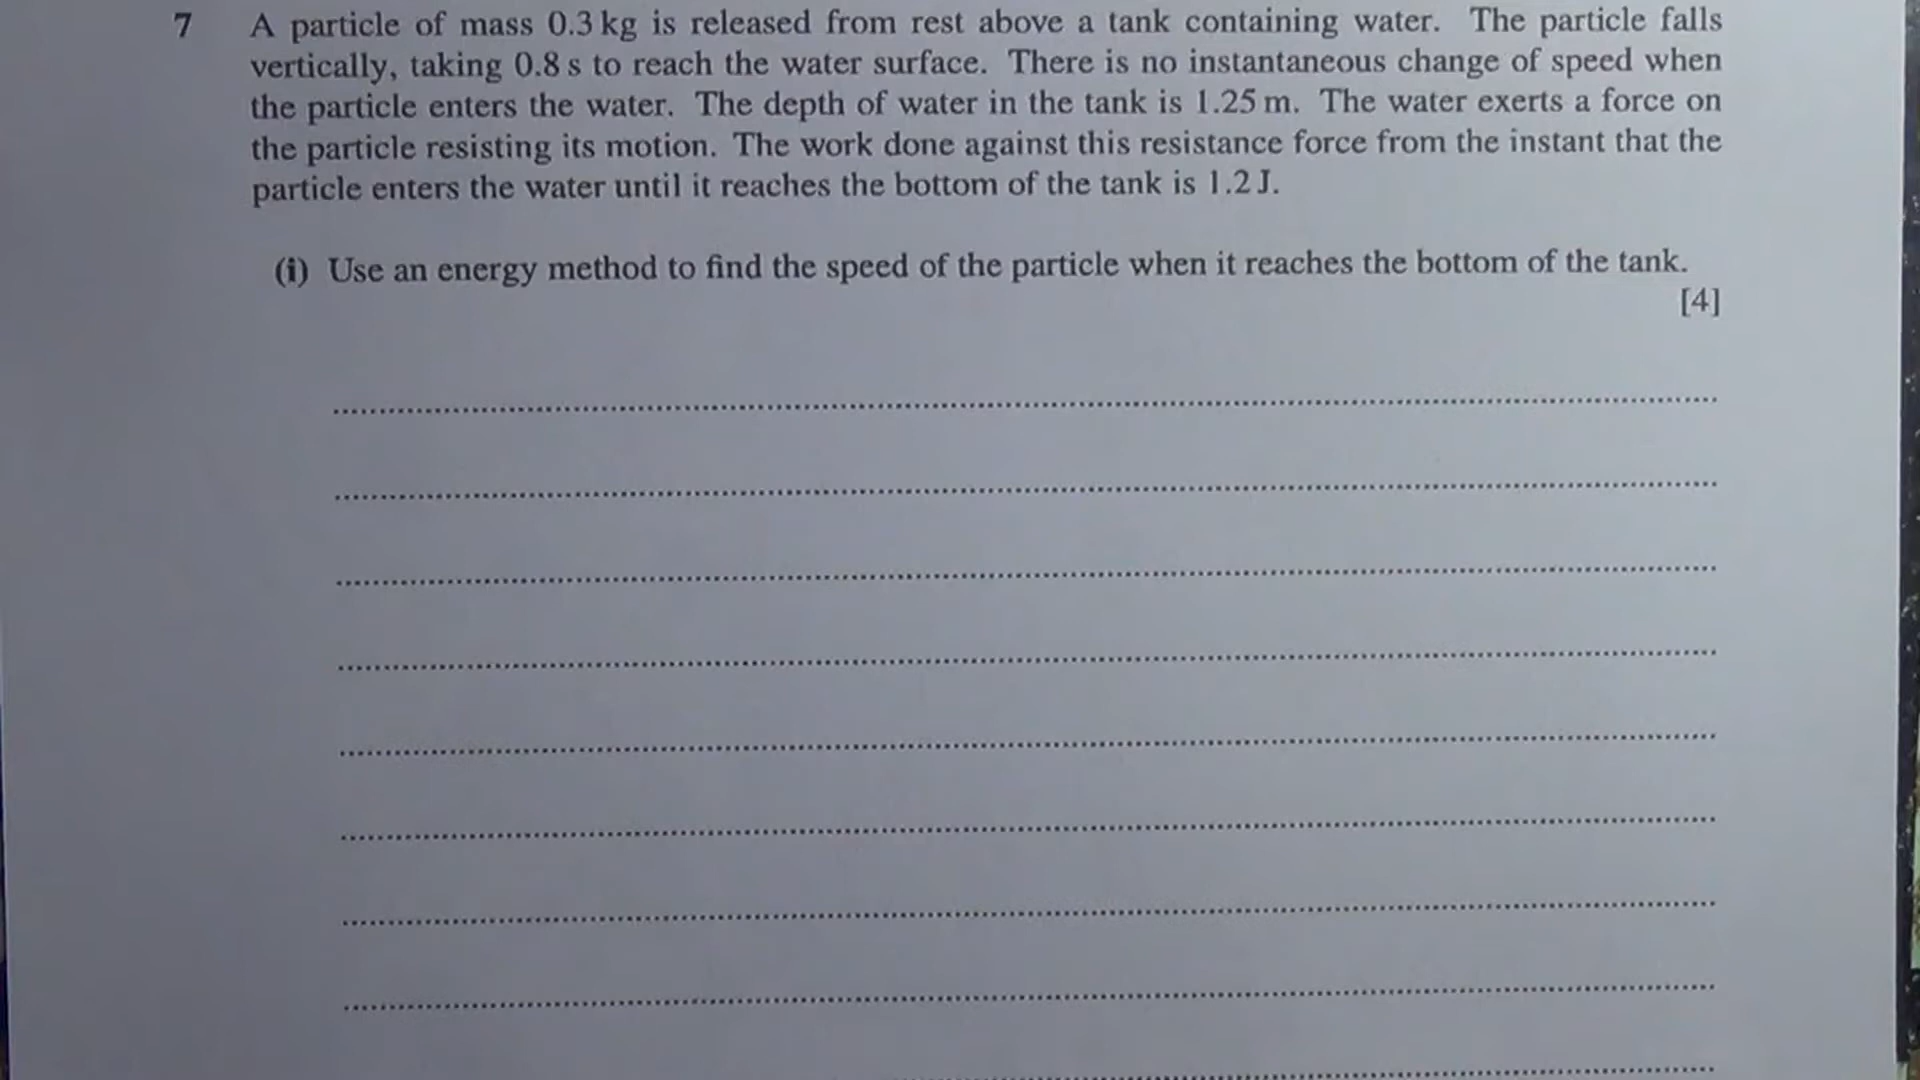 7 A particle of mass 0.3 kg is released from rest above a tank containing water. The particle falls
vertically, taking 0.8 s to reach the water surface. There is no instantaneous change of speed when
the particle enters the water. The depth of water in the tank is 1.25 m. The water exerts a force on
the particle resisting its motion. The work done against this resistance force from the instant that the
particle enters the water until it reaches the bottom of the tank is 1.2 J.
(i) Use an energy method to find the speed of the particle when it reaches the bottom of the tank.
[4]